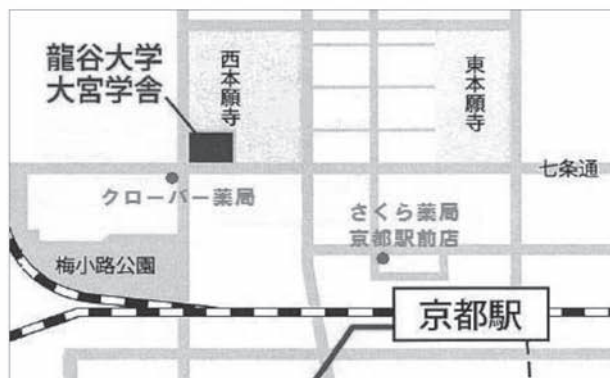 龍谷大学
大宮学舎
西本願寺
東本願寺
七条通
クローバー薬局
さくら薬局
京都駅前店
梅小路公園
京都駅